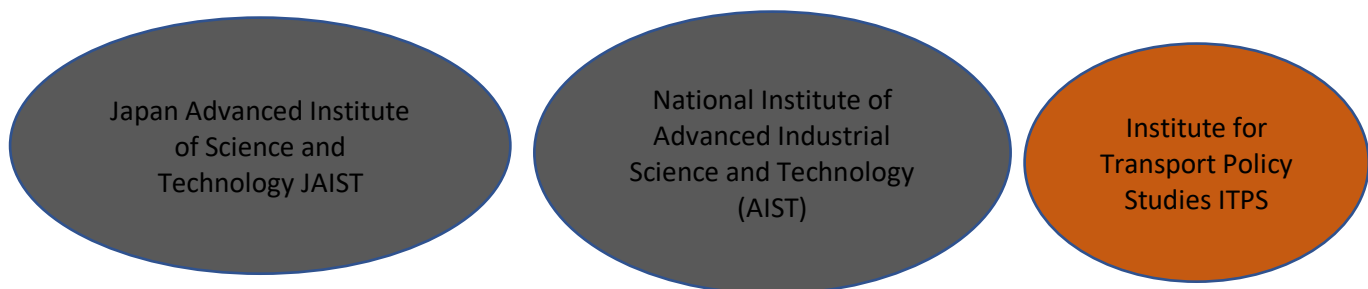 Japan Advanced Institute
of Science and
Technology JAIST
National Institute of
Advanced Industrial
Science and Technology
(AIST)
Institute for
Transport Policy
Studies ITPS